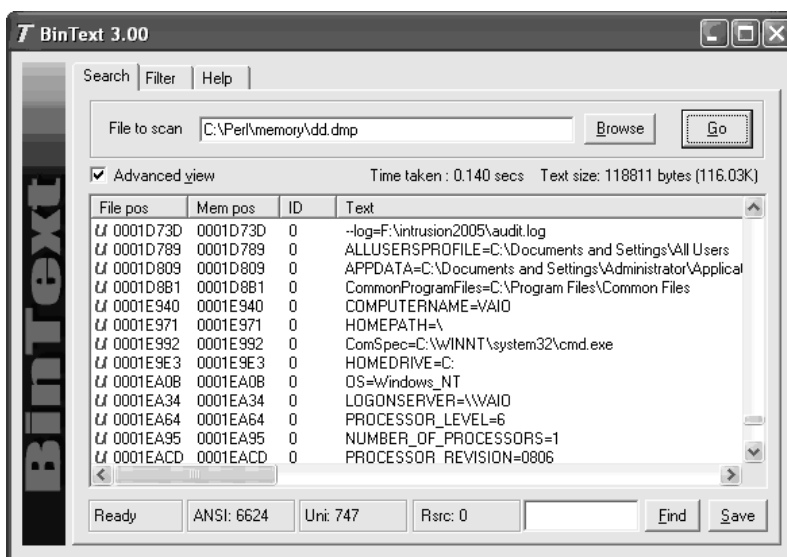 BinText 3.00
Search Filter Help
File to scan C:\Perl\memory\dd.dmp Browse Go
Advanced view Time taken : 0.140 secs Text size: 118811 bytes (116.03K)
File pos Mem pos ID Text
u 0001D73D 0001D73D 0 --log=F:\intrusion2005\audit.log
u 0001D789 0001D789 0 ALLUSERSPROFILE=C:\Documents and Settings\All Users
u 0001D809 0001D809 0 APPDATA=C:\Documents and Settings\Administrator\Applicat
u 0001D8B1 0001D8B1 0 CommonProgramFiles=C:\Program Files\Common Files
u 0001E940 0001E940 0 COMPUTERNAME=VAIO
u 0001E971 0001E971 0 HOMEPATH=\
u 0001E992 0001E992 0 ComSpec=C:\WINNT\system32\cmd.exe
u 0001E9E3 0001E9E3 0 HOMEDRIVE=C:
u 0001EA0B 0001EA0B 0 OS=Windows_NT
u 0001EA34 0001EA34 0 LOGONSERVER=\\VAIO
u 0001EA64 0001EA64 0 PROCESSOR_LEVEL=6
u 0001EA95 0001EA95 0 NUMBER_OF_PROCESSORS=1
u 0001EACD 0001EACD 0 PROCESSOR_REVISION=0806
BinText
Ready ANSI: 6624 Uni: 747 Rsrc: 0 Find Save